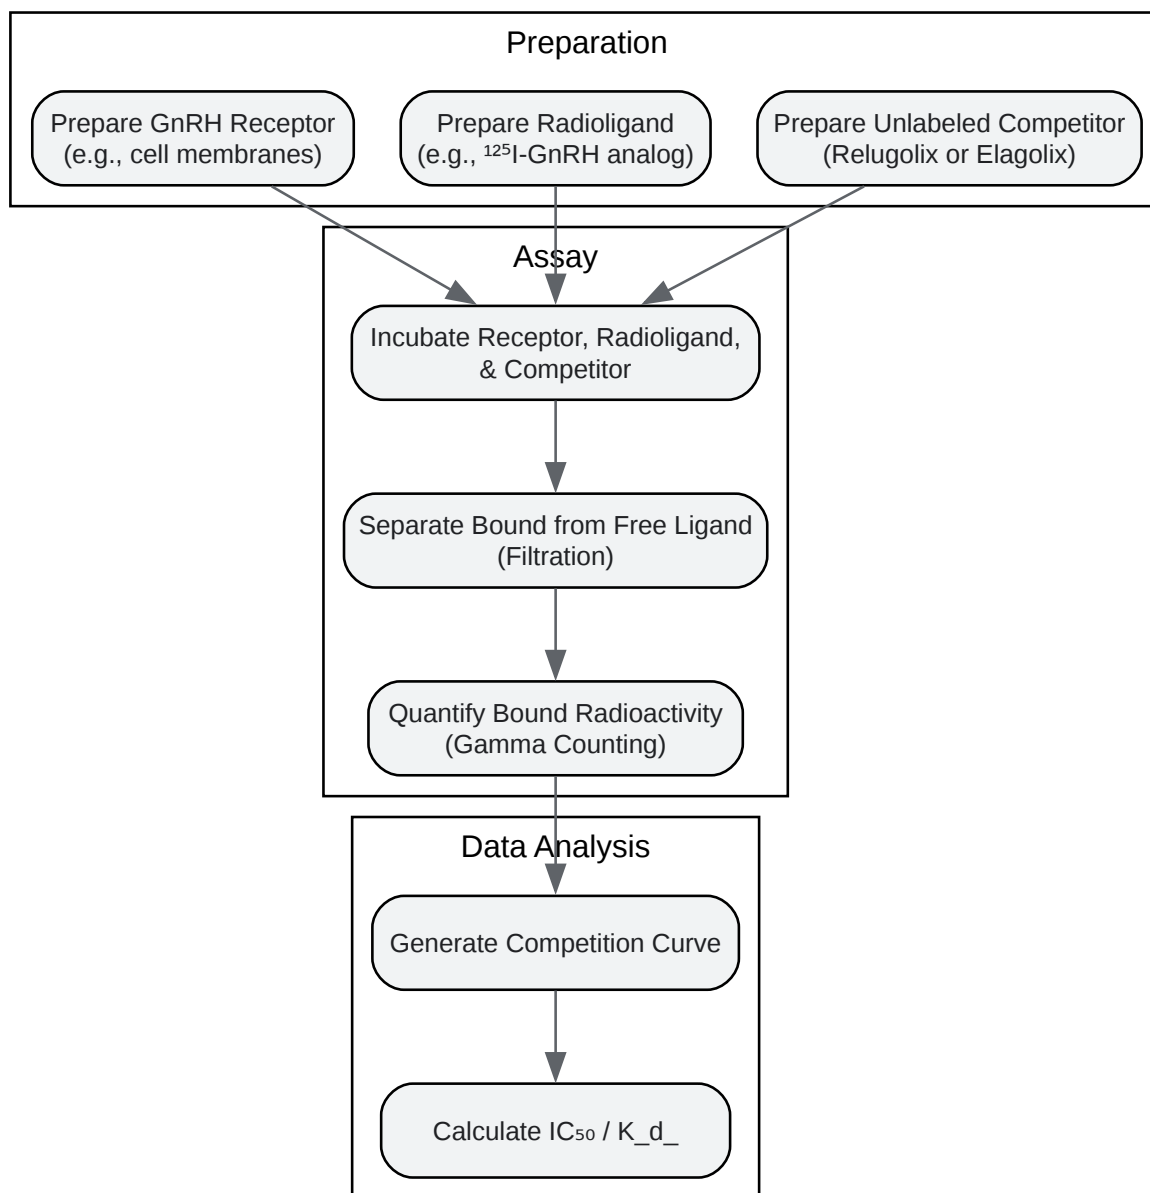 Preparation
Prepare GnRH Receptor
(e.g., cell membranes)
Prepare Radioligand
(e.g., ¹²⁵I-GnRH analog)
Prepare Unlabeled Competitor
(Relugolix or Elagolix)
Assay
Incubate Receptor, Radioligand,
& Competitor
Separate Bound from Free Ligand
(Filtration)
Quantify Bound Radioactivity
(Gamma Counting)
Data Analysis
Generate Competition Curve
Calculate IC₅₀ / K_d_